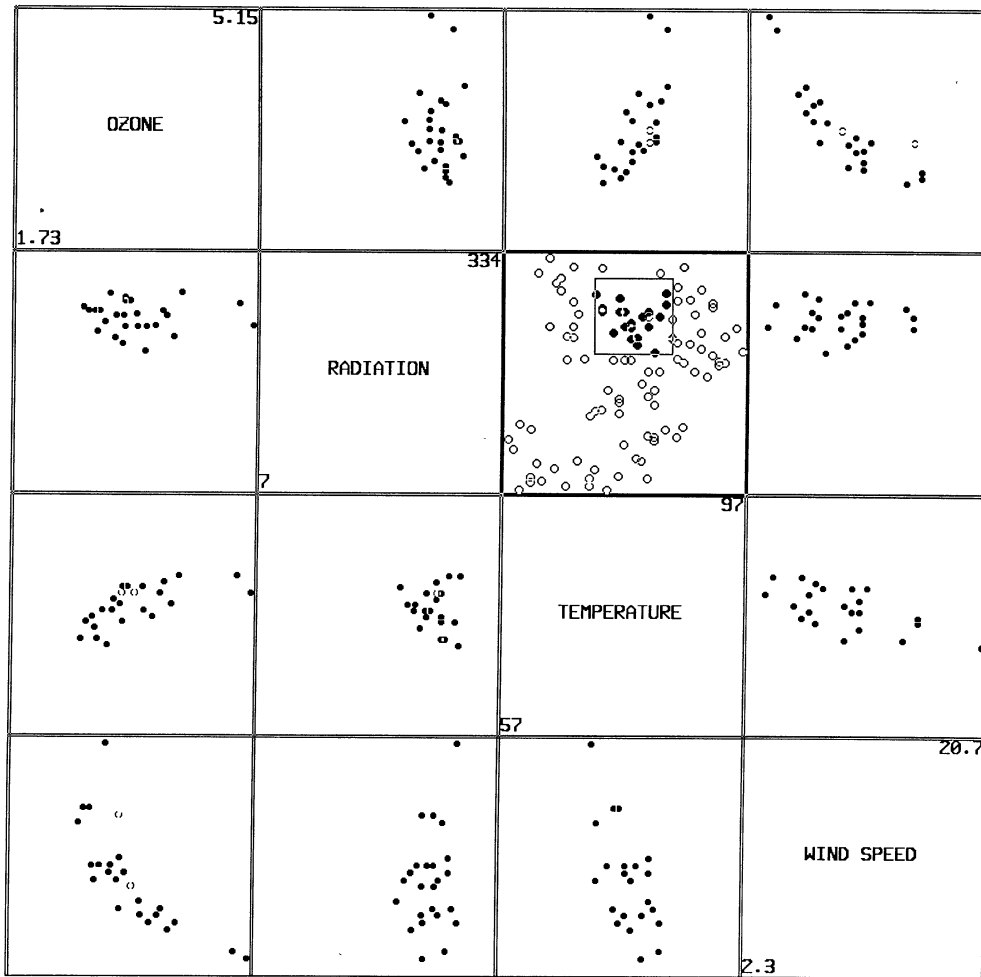 5.15
OZONE
1.73
334
RADIATION
7
97
TEMPERATURE
57
20.7
WIND SPEED
2.3